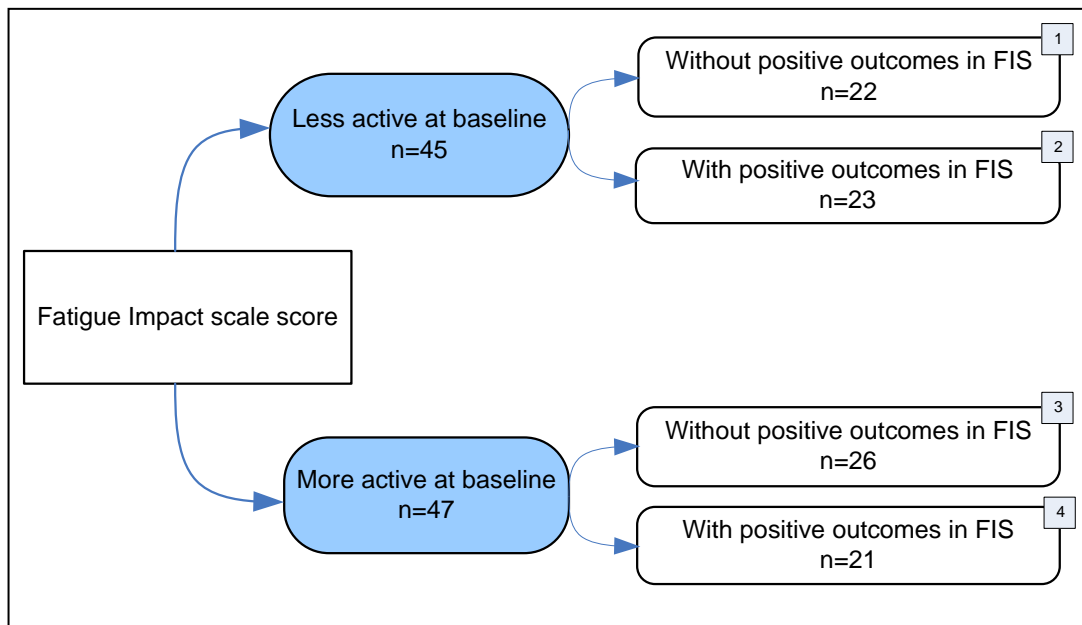 1
Without positive outcomes in FIS
n=22
Less active at baseline
n=45
2
With positive outcomes in FIS
n=23
Fatigue Impact scale score
3
Without positive outcomes in FIS
n=26
More active at baseline
n=47
4
With positive outcomes in FIS
n=21